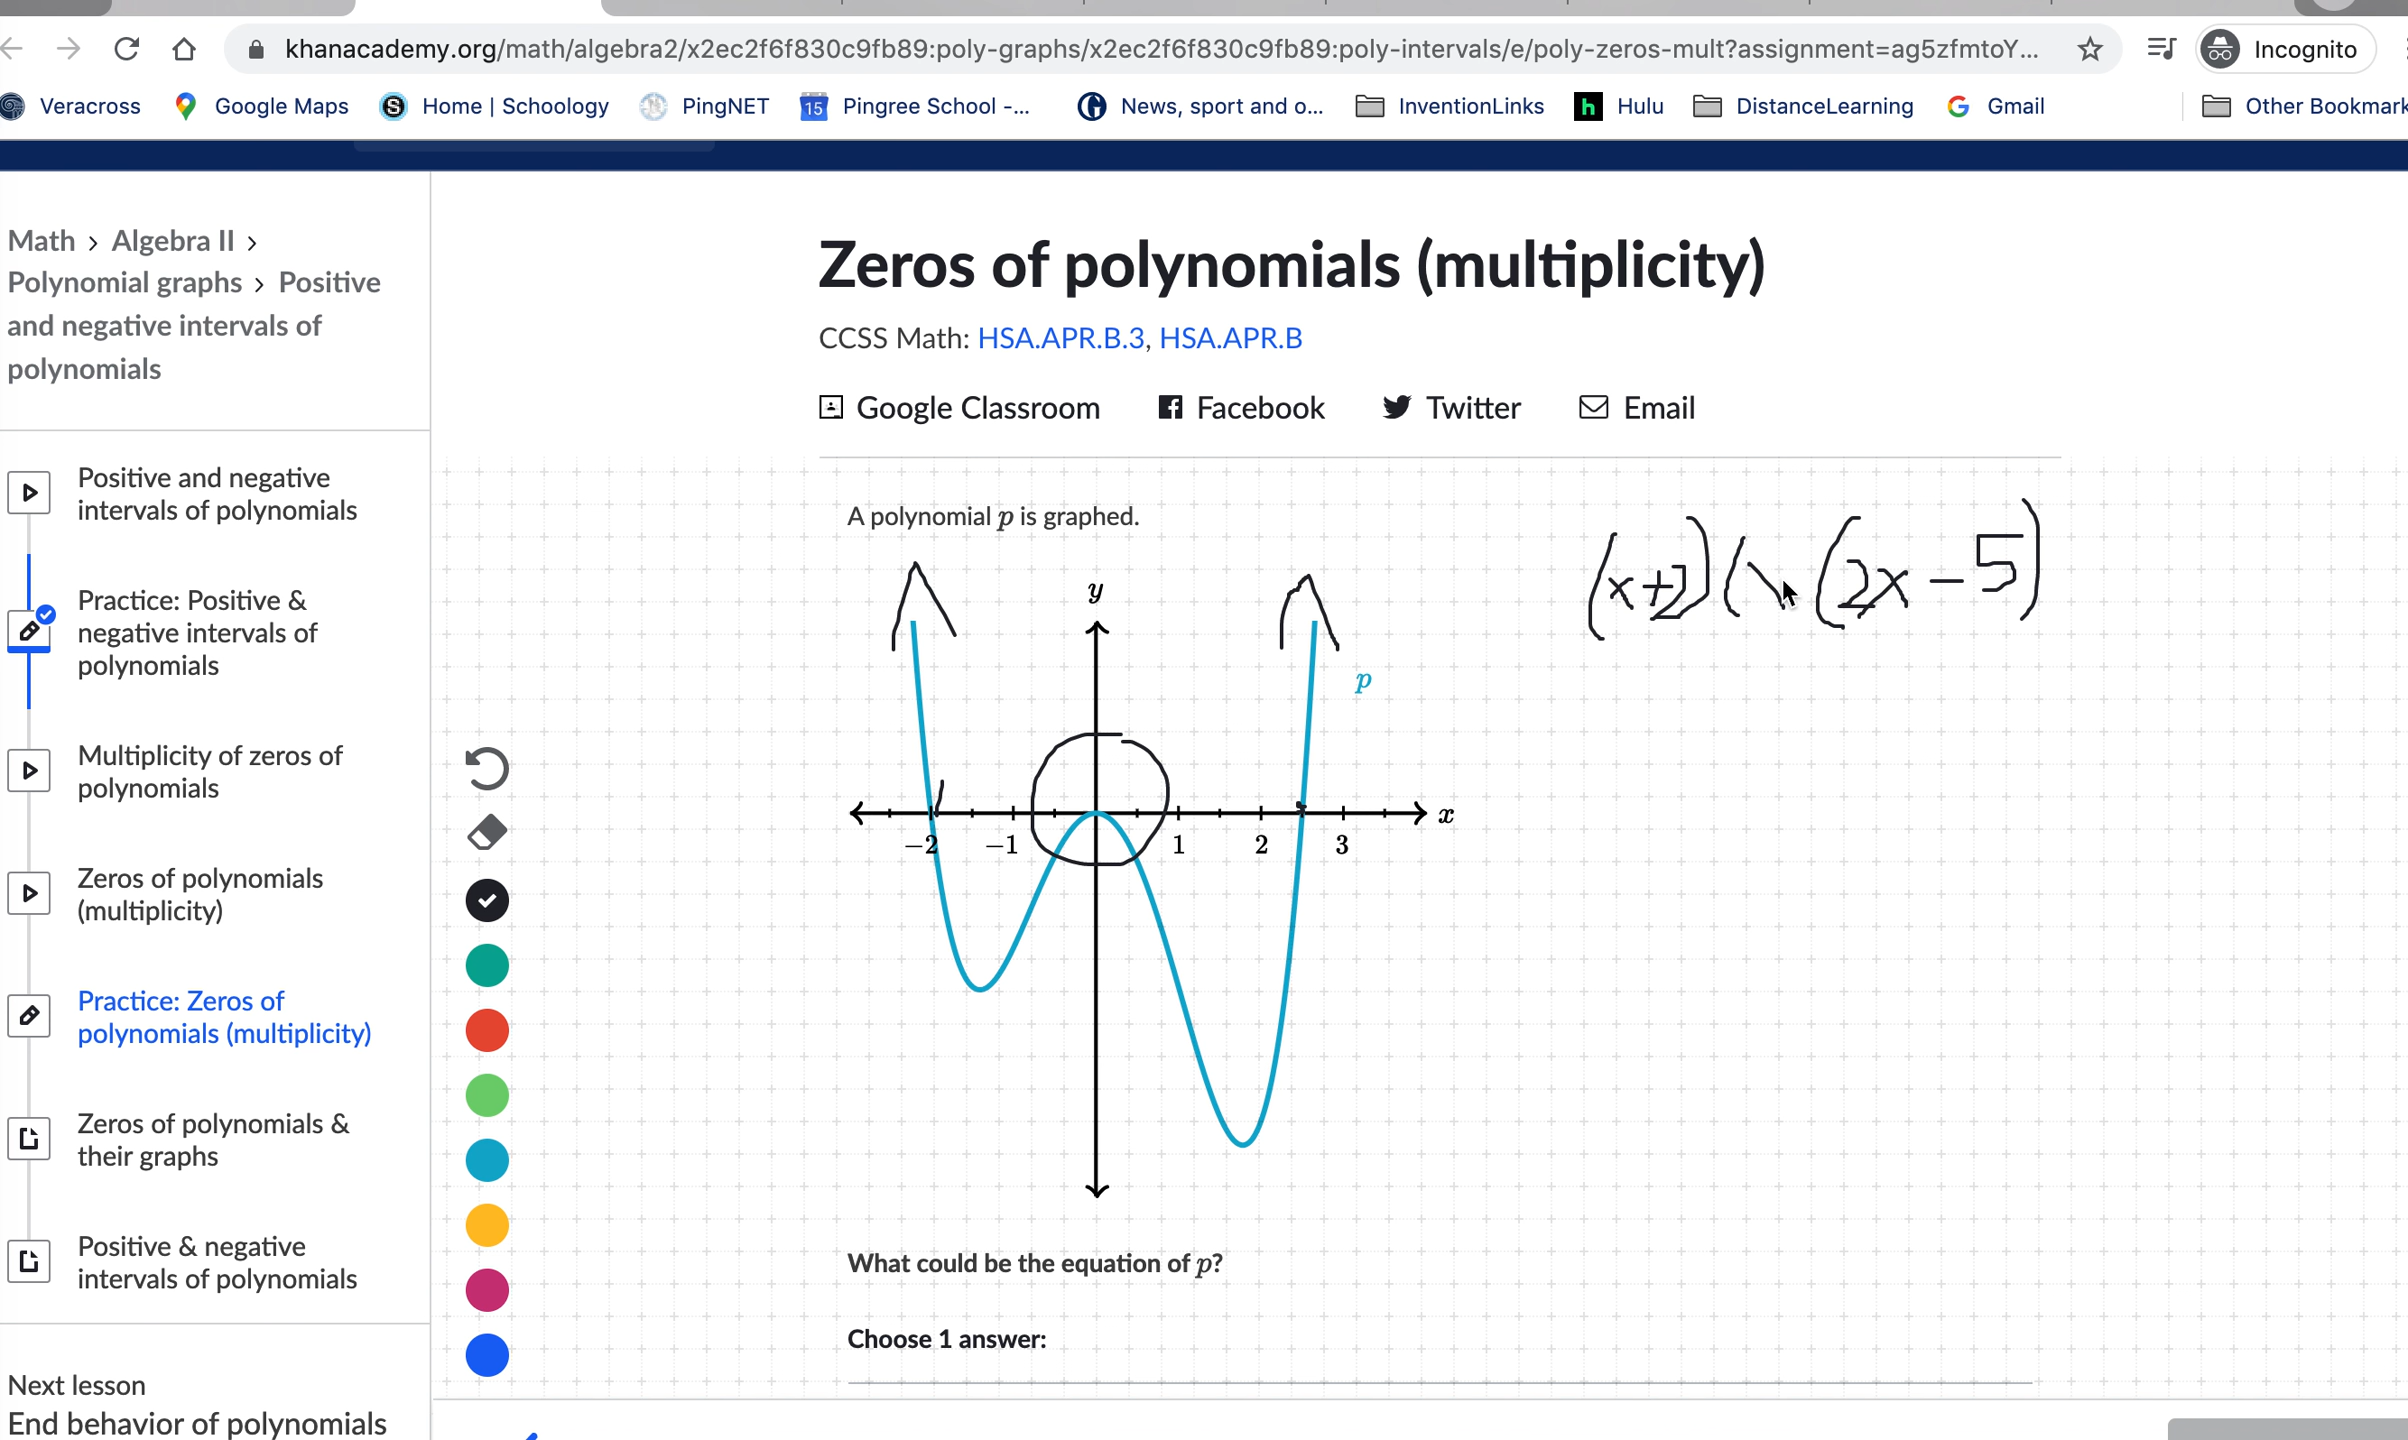 khanacademy.org/math/algebra2/x2ec2f6f830c9fb89:poly-graphs/x2ec2f6f830c9fb89:poly-intervals/e/poly-zeros-mult?assignment=ag5zfmtoY...
Incognito
Veracross
Google Maps
Home | Schoology
PingNET
15
Pingree School -...
News, sport and o...
InventionLinks
Hulu
DistanceLearning
Gmail
Other Bookmark
Math > Algebra II >
Polynomial graphs > Positive
and negative intervals of
polynomials
Positive and negative
intervals of polynomials
Practice: Positive &
negative intervals of
polynomials
Multiplicity of zeros of
polynomials
Zeros of polynomials
(multiplicity)
Practice: Zeros of
polynomials (multiplicity)
Zeros of polynomials &
their graphs
Positive & negative
intervals of polynomials
Next lesson
End behavior of polynomials
Zeros of polynomials (multiplicity)
CCSS Math: HSA.APR.B.3, HSA.APR.B
Google Classroom
Facebook
Twitter
Email
A polynomial p is graphed.
(x+2)(\ (2x-5)
y
p
x
-2 -1 1 2 3
What could be the equation of p?
Choose 1 answer: